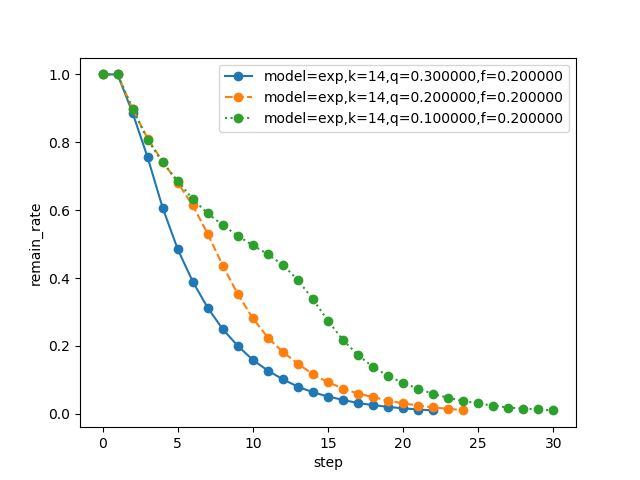 model=exp,k=14,q=0.300000,f=0.200000
model=exp,k=14,q=0.200000,f=0.200000
model=exp,k=14,q=0.100000,f=0.200000
remain_rate
1.0
0.8
0.6
0.4
0.2
0.0
0 5 10 15 20 25 30
step